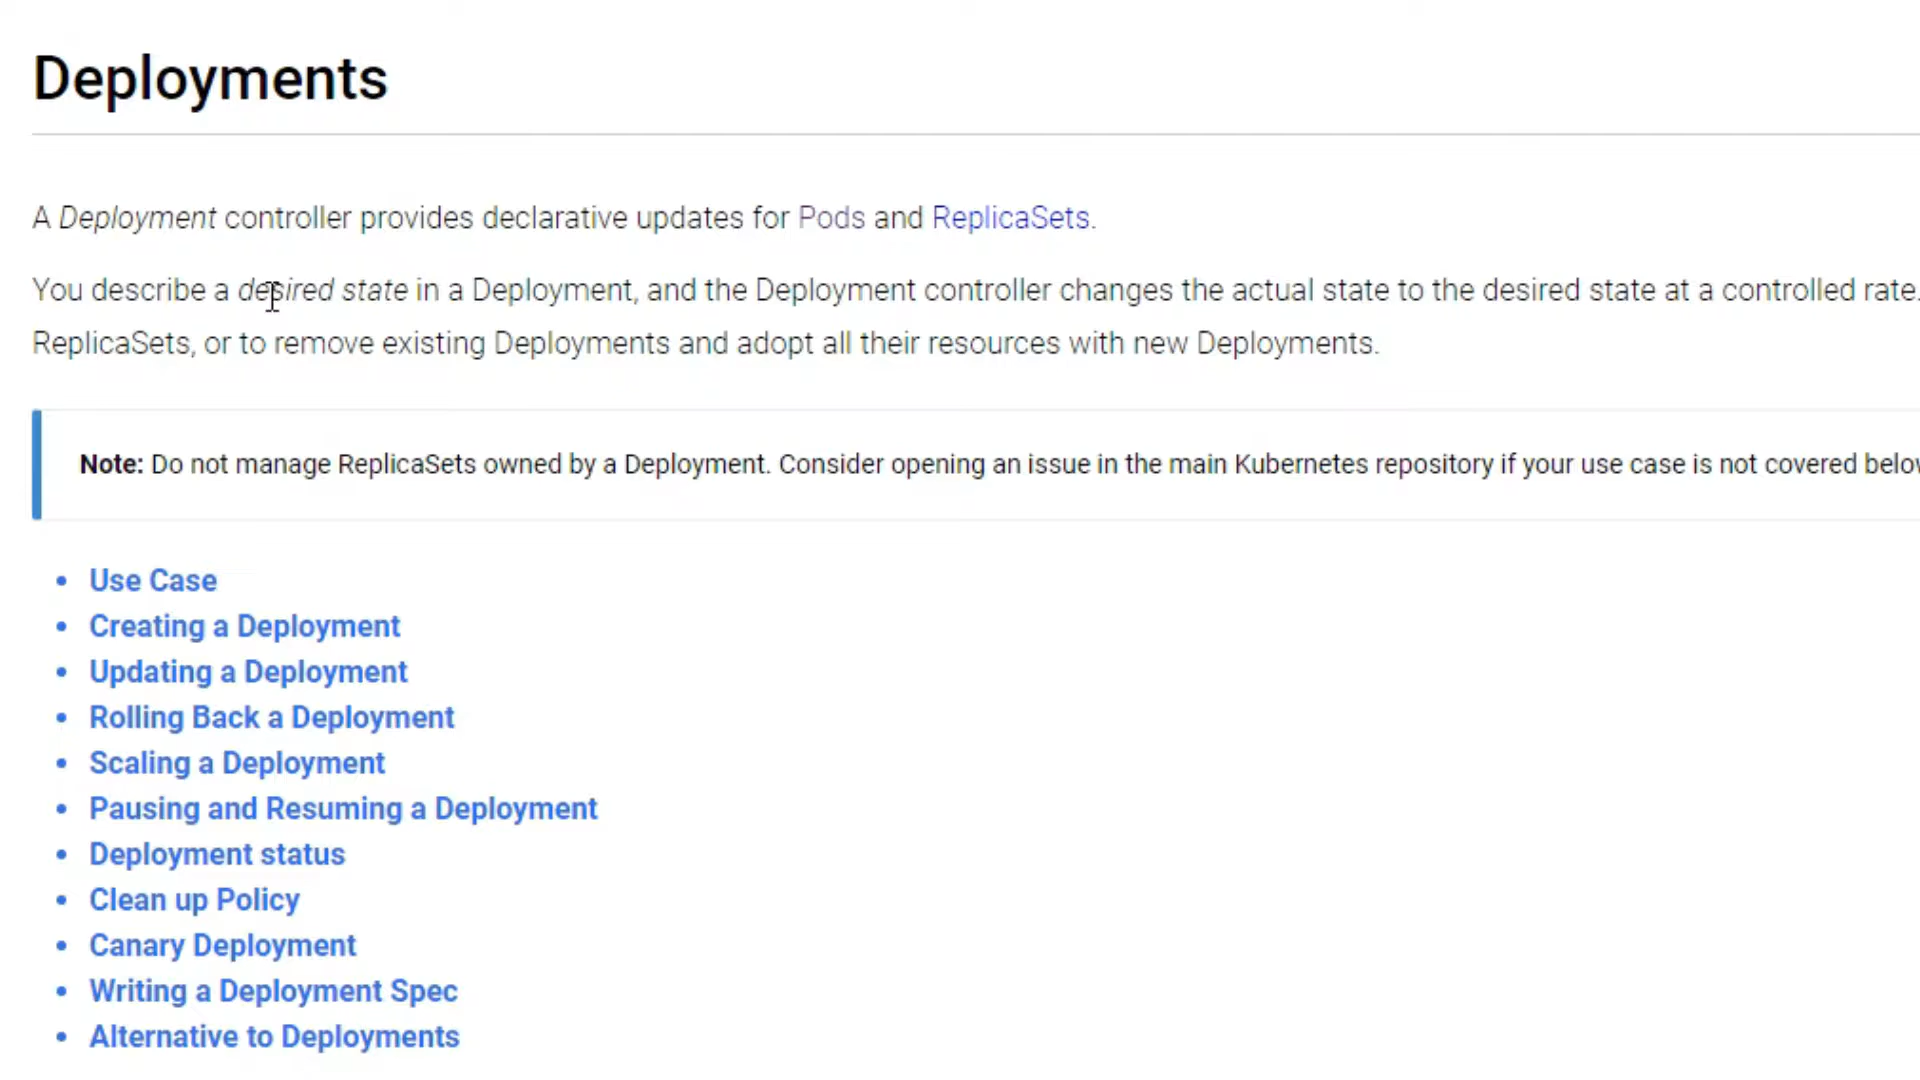 Deployments
A Deployment controller provides declarative updates for Pods and ReplicaSets.
You describe a desired state in a Deployment, and the Deployment controller changes the actual state to the desired state at a controlled rate.
ReplicaSets, or to remove existing Deployments and adopt all their resources with new Deployments.
Note: Do not manage ReplicaSets owned by a Deployment. Consider opening an issue in the main Kubernetes repository if your use case is not covered
• Use Case
• Creating a Deployment
• Updating a Deployment
• Rolling Back a Deployment
• Scaling a Deployment
• Pausing and Resuming a Deployment
• Deployment status
• Clean up Policy
• Canary Deployment
• Writing a Deployment Spec
• Alternative to Deployments